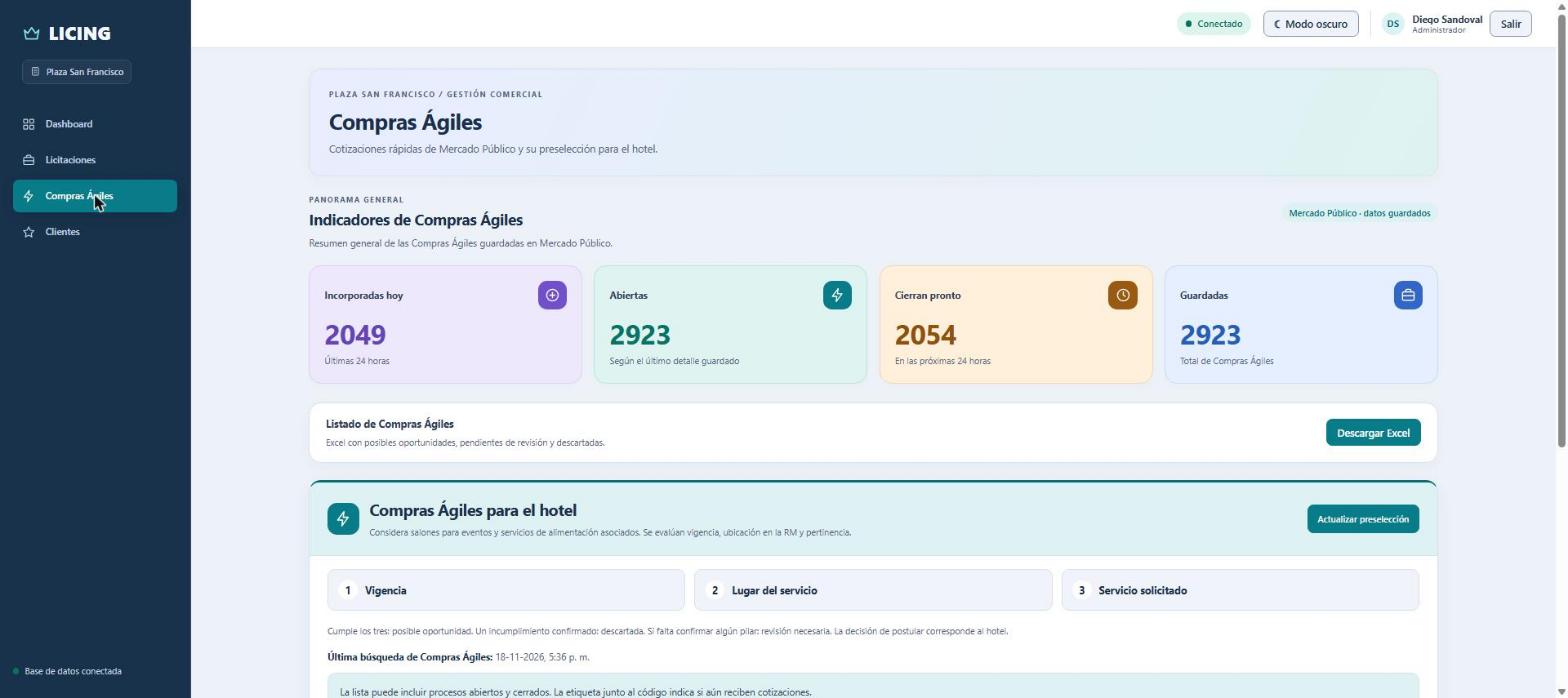 LICING
Plaza San Francisco
Dashboard
Licitaciones
Compras Ágiles
Clientes
Base de datos conectada
Conectado
Modo oscuro
DS
Diego Sandoval
Administrador
Salir
PLAZA SAN FRANCISCO / GESTIÓN COMERCIAL
Compras Ágiles
Cotizaciones rápidas de Mercado Público y su preselección para el hotel.
PANORAMA GENERAL
Indicadores de Compras Ágiles
Resumen general de las Compras Ágiles guardadas en Mercado Público.
Mercado Público · datos guardados
Incorporadas hoy
2049
Últimas 24 horas
Abiertas
2923
Según el último detalle guardado
Cierran pronto
2054
En las próximas 24 horas
Guardadas
2923
Total de Compras Ágiles
Listado de Compras Ágiles
Excel con posibles oportunidades, pendientes de revisión y descartadas.
Descargar Excel
Compras Ágiles para el hotel
Considera salones para eventos y servicios de alimentación asociados. Se evalúan vigencia, ubicación en la RM y pertinencia.
Actualizar preselección
1 Vigencia
2 Lugar del servicio
3 Servicio solicitado
Cumple los tres: posible oportunidad. Un incumplimiento confirmado: descartada. Si falta confirmar algún pilar: revisión necesaria. La decisión de postular corresponde al hotel.
Última búsqueda de Compras Ágiles: 18-11-2026, 5:36 p. m.
La lista puede incluir procesos abiertos y cerrados. La etiqueta junto al código indica si aún reciben cotizaciones.